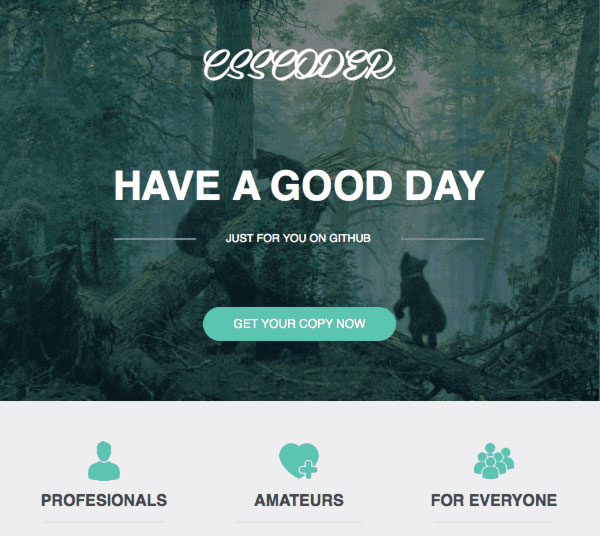 CSSCODER
HAVE A GOOD DAY
JUST FOR YOU ON GITHUB
GET YOUR COPY NOW
PROFESIONALS
AMATEURS
FOR EVERYONE